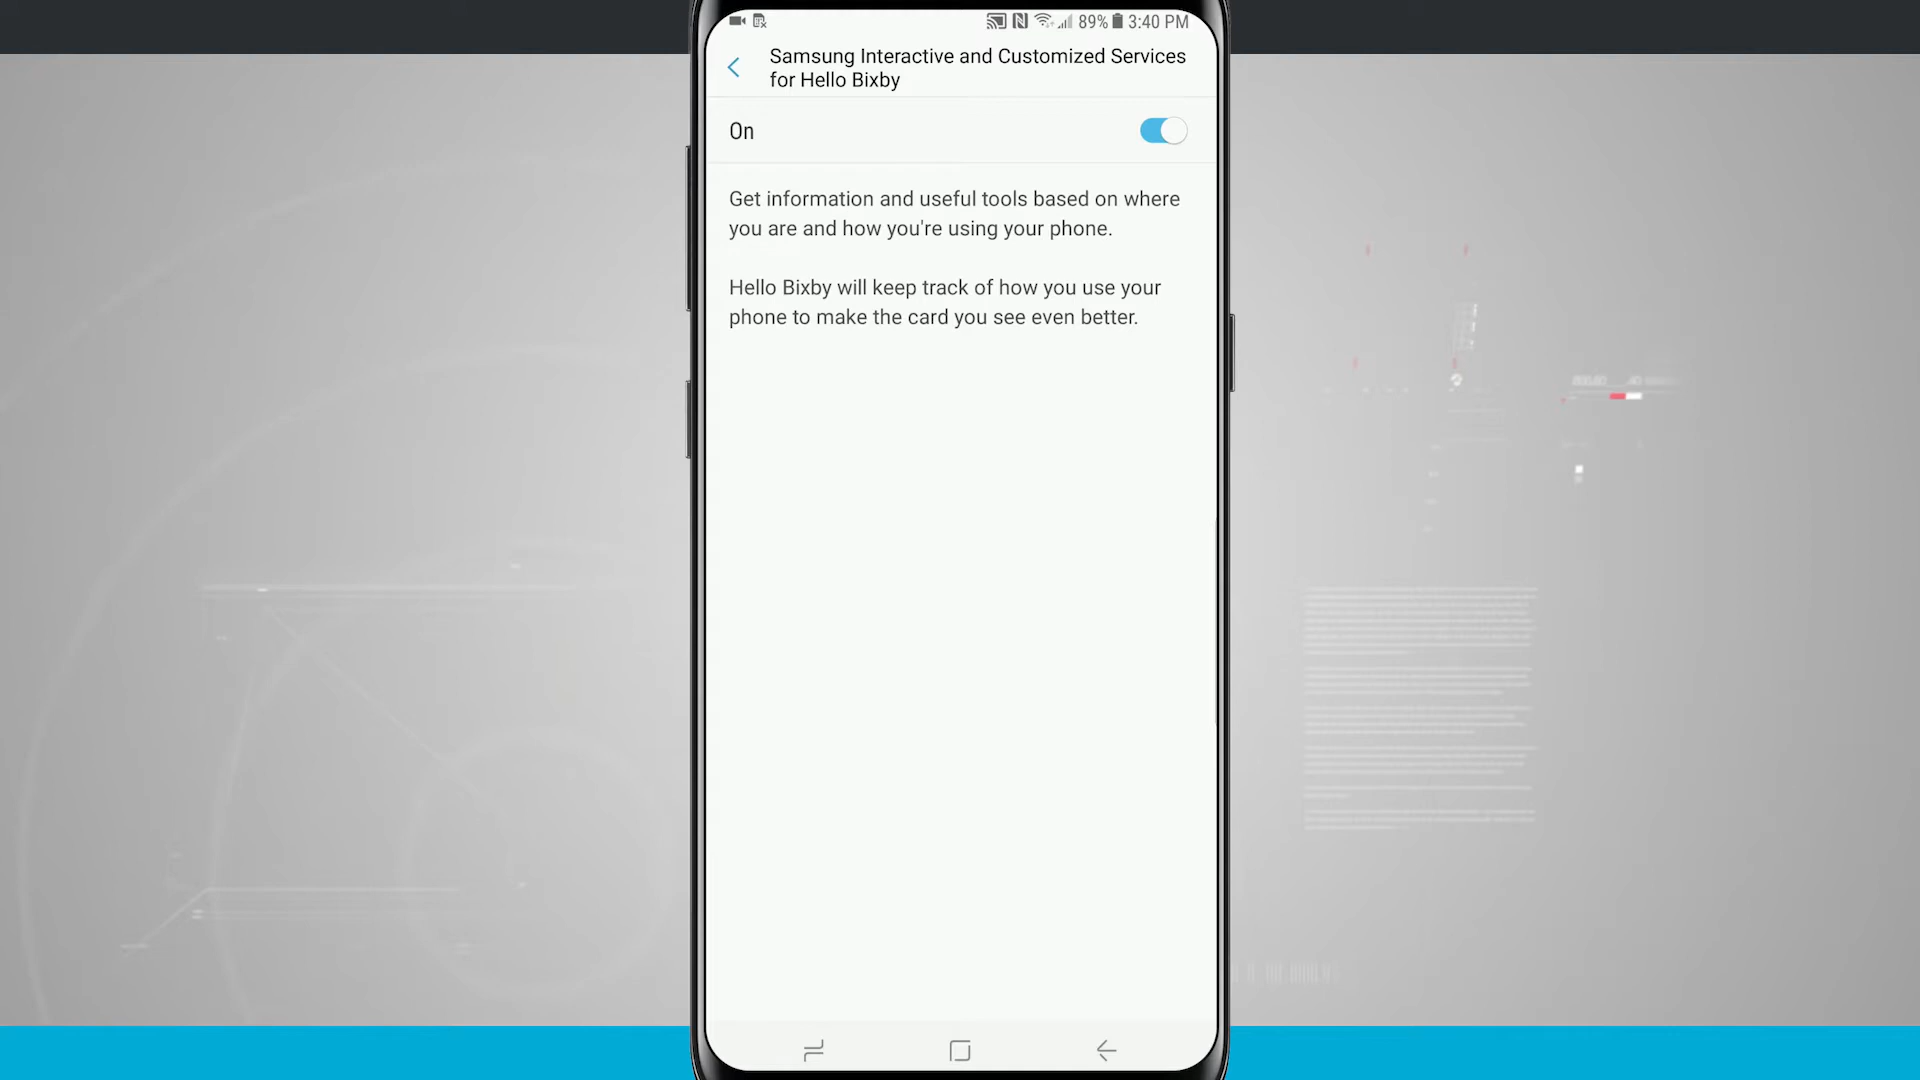 89% 3:40 PM
Samsung Interactive and Customized Services
for Hello Bixby
On
Get information and useful tools based on where
you are and how you're using your phone.
Hello Bixby will keep track of how you use your
phone to make the card you see even better.